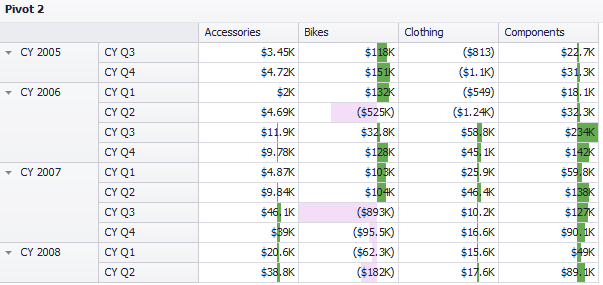 Pivot 2
Accessories Bikes Clothing Components
CY 2005 CY Q3 $3.45K $118K ($813) $22.7K
CY Q4 $4.72K $151K ($1.1K) $31.3K
CY 2006 CY Q1 $2K $132K ($549) $18.1K
CY Q2 $4.69K ($525K) ($1.24K) $32.3K
CY Q3 $11.9K $32.8K $58.8K $234K
CY Q4 $9.78K $128K $45.1K $142K
CY 2007 CY Q1 $4.87K $103K $25.9K $59.8K
CY Q2 $9.84K $104K $46.4K $138K
CY Q3 $46.1K ($893K) $10.2K $127K
CY Q4 $39K ($95.5K) $16.6K $90.1K
CY 2008 CY Q1 $20.6K ($62.3K) $15.6K $49K
CY Q2 $38.8K ($182K) $17.6K $89.1K